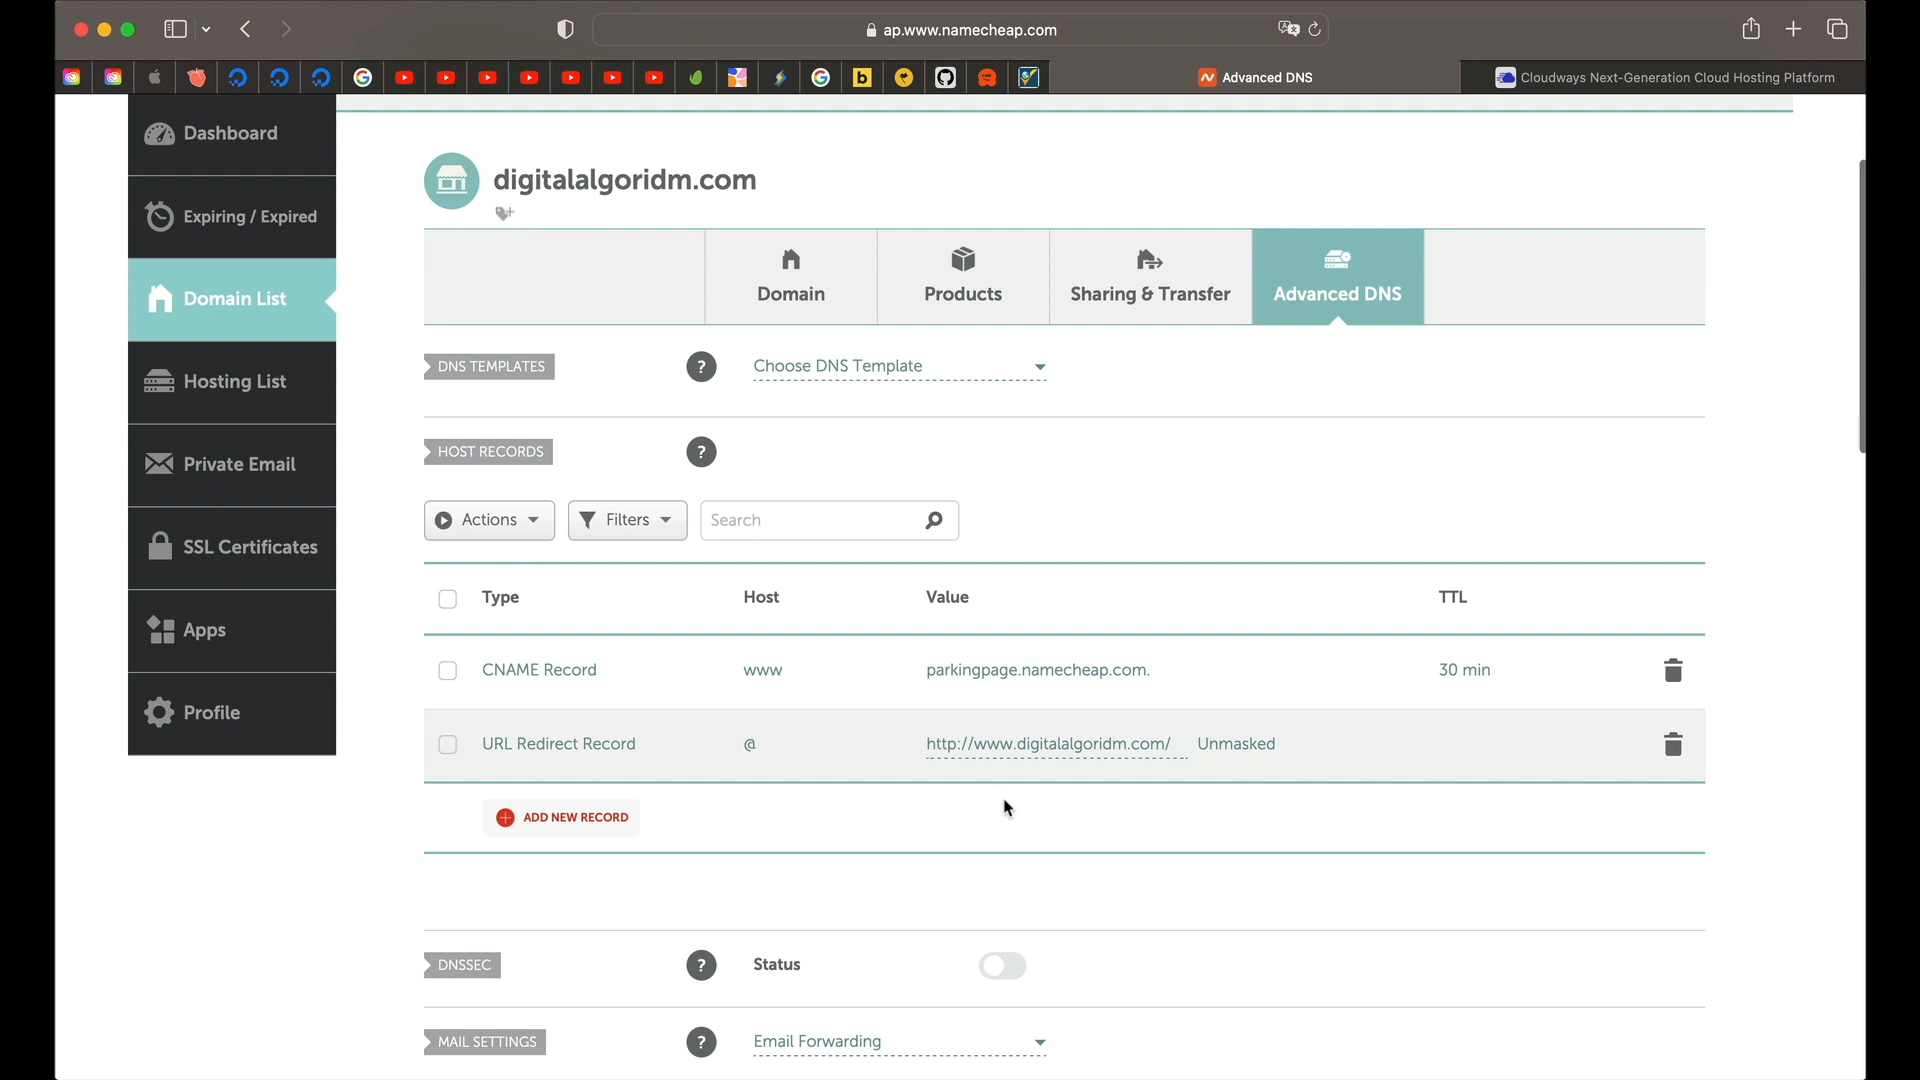 ap.www.namecheap.com
Advanced DNS
Cloudways Next-Generation Cloud Hosting Platform
Dashboard
Expiring / Expired
Domain List
Hosting List
Private Email
SSL Certificates
Apps
Profile
digitalalgoridm.com
Domain
Products
Sharing & Transfer
Advanced DNS
DNS TEMPLATES
?
Choose DNS Template
HOST RECORDS
?
Actions
Filters
Search
Type Host Value TTL
CNAME Record www parkingpage.namecheap.com. 30 min
URL Redirect Record @ http://www.digitalalgoridm.com/ Unmasked
ADD NEW RECORD
DNSSEC
?
Status
MAIL SETTINGS
?
Email Forwarding